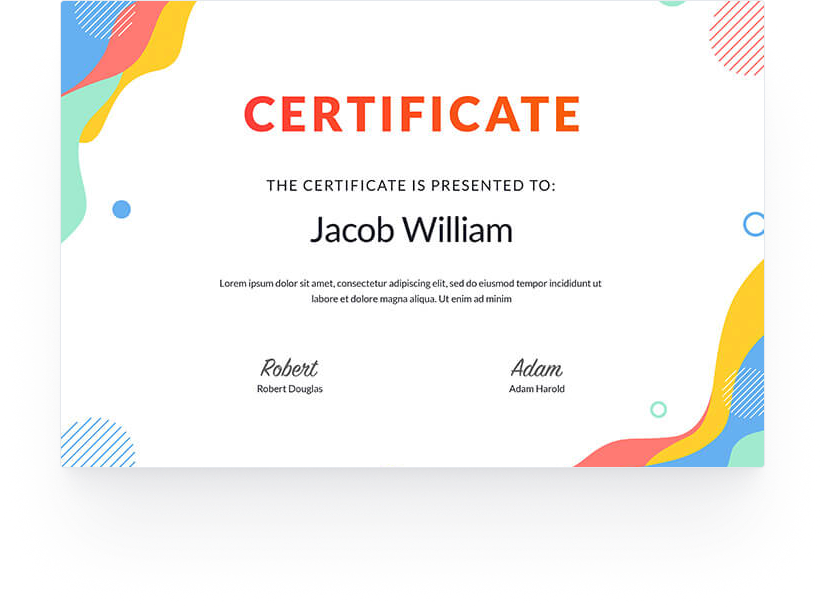 CERTIFICATE
THE CERTIFICATE IS PRESENTED TO:
Jacob William
Lorem ipsum dolor sit amet, consectetur adipiscing elit, sed do eiusmod tempor incididunt ut
labore et dolore magna aliqua. Ut enim ad minim
Robert Adam
Robert Douglas Adam Harold